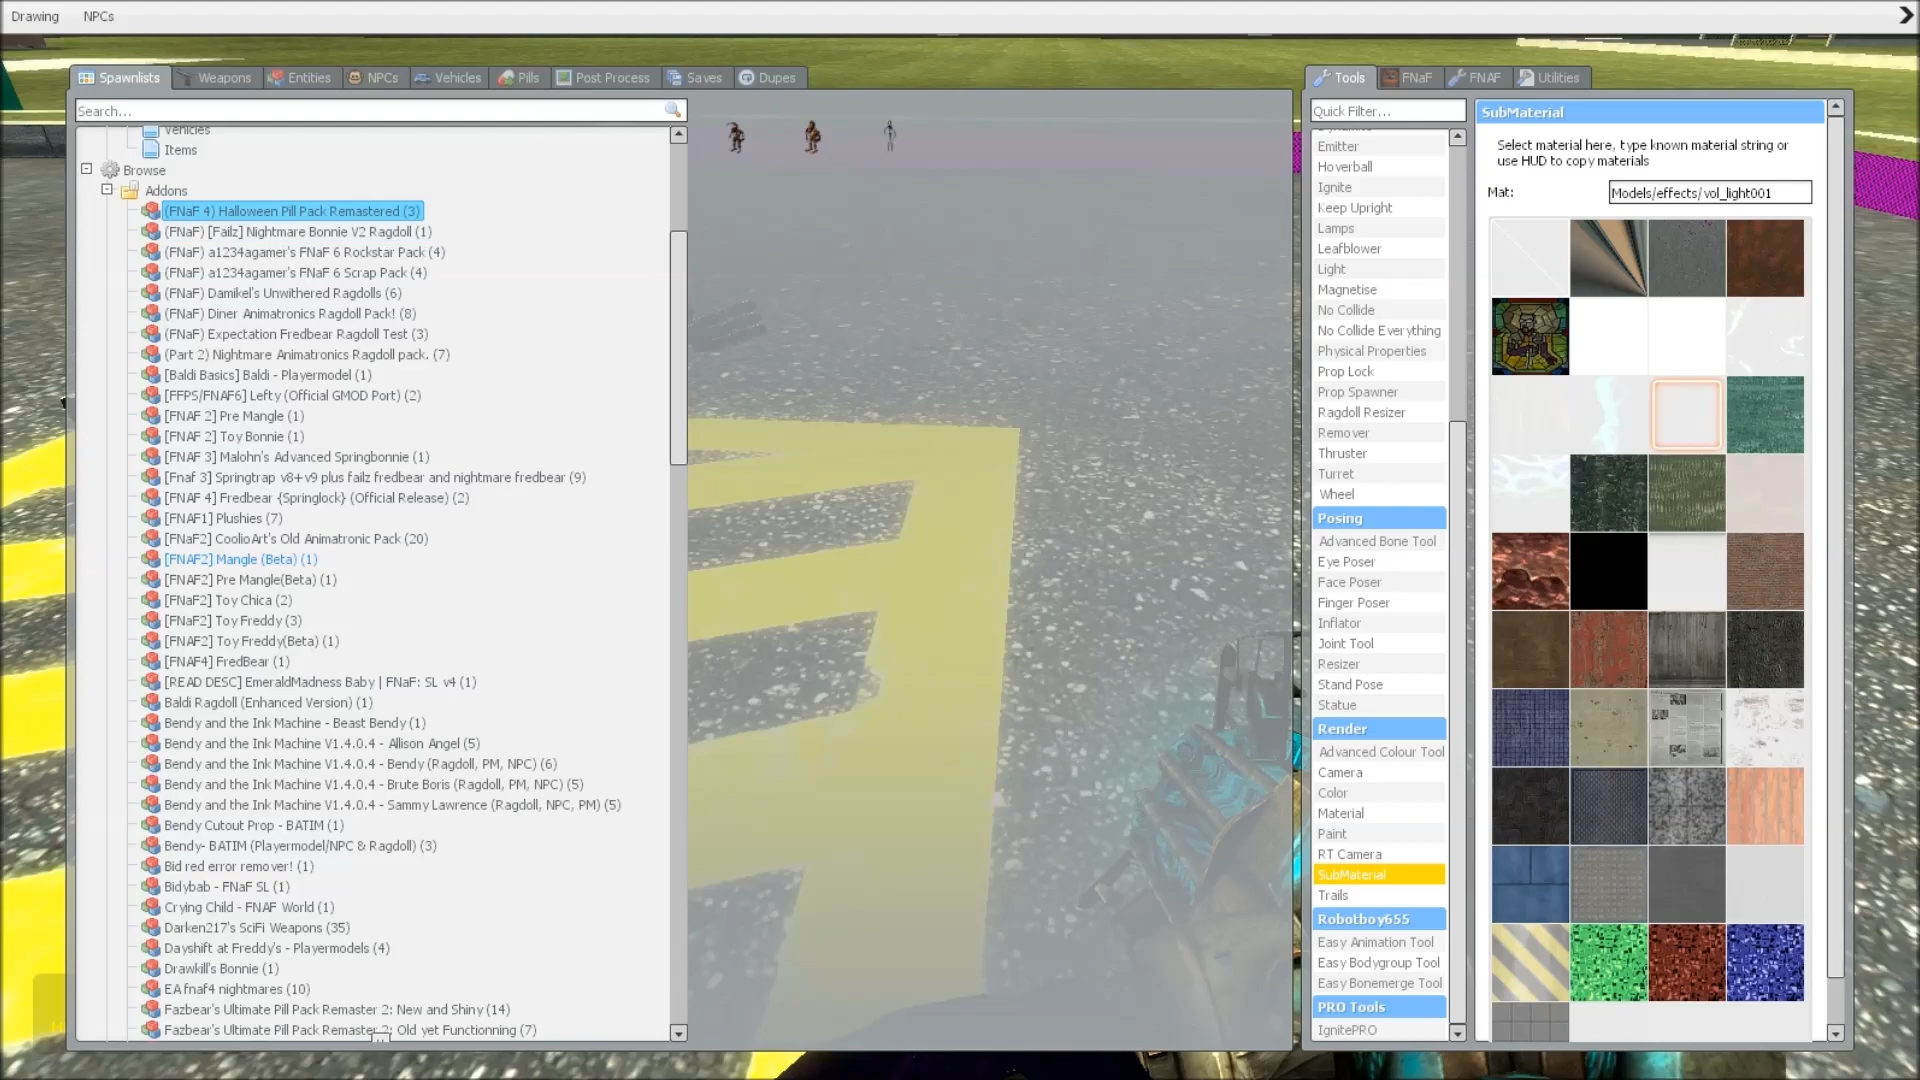 Drawing NPCs
Spawnlists Weapons Entities NPCs Vehicles Pills Post Process Saves Dupes
Search...
Vehicles
Items
Browse
Addons
(FNaF 4) Halloween Pill Pack Remastered (3)
(FNaF) [Failz] Nightmare Bonnie V2 Ragdoll (1)
(FNaF) a1234agamer's FNaF 6 Rockstar Pack (4)
(FNaF) a1234agamer's FNaF 6 Scrap Pack (4)
(FNaF) Damikel's Unwithered Ragdolls (6)
(FNaF) Diner Animatronics Ragdoll Pack! (8)
(FNaF) Expectation Fredbear Ragdoll Test (3)
(Part 2) Nightmare Animatronics Ragdoll pack. (7)
[Baldi Basics] Baldi - Playermodel (1)
[FFPS/FNAF6] Lefty (Official GMOD Port) (2)
[FNAF 2] Pre Mangle (1)
[FNAF 2] Toy Bonnie (1)
[FNAF 3] Malohn's Advanced Springbonnie (1)
[Fnaf 3] Springtrap v8+v9 plus failz fredbear and nightmare fredbear (9)
[FNAF 4] Fredbear {Springlock} (Official Release) (2)
[FNAF1] Plushies (7)
[FNaF2] CoolioArt's Old Animatronic Pack (20)
[FNAF2] Mangle (Beta) (1)
[FNAF2] Pre Mangle(Beta) (1)
[FNaF2] Toy Chica (2)
[FNaF2] Toy Freddy (3)
[FNAF2] Toy Freddy(Beta) (1)
[FNAF4] FredBear (1)
[READ DESC] EmeraldMadness Baby | FNaF: SL v4 (1)
Baldi Ragdoll (Enhanced Version) (1)
Bendy and the Ink Machine - Beast Bendy (1)
Bendy and the Ink Machine V1.4.0.4 - Allison Angel (5)
Bendy and the Ink Machine V1.4.0.4 - Bendy (Ragdoll, PM, NPC) (6)
Bendy and the Ink Machine V1.4.0.4 - Brute Boris (Ragdoll, PM, NPC) (5)
Bendy and the Ink Machine V1.4.0.4 - Sammy Lawrence (Ragdoll, NPC, PM) (5)
Bendy Cutout Prop - BATIM (1)
Bendy- BATIM (Playermodel/NPC & Ragdoll) (3)
Bid red error remover! (1)
Bidybab - FNaF SL (1)
Crying Child - FNAF World (1)
Darken217's SciFi Weapons (35)
Dayshift at Freddy's - Playermodels (4)
Drawkill's Bonnie (1)
EA fnaf4 nightmares (10)
Fazbear's Ultimate Pill Pack Remaster 2: New and Shiny (14)
Fazbear's Ultimate Pill Pack Remaster 2: Old yet Functionning (7)
Tools FNaF FNAF Utilities
Quick Filter...
Emitter
Hoverball
Ignite
Keep Upright
Lamps
Leafblower
Light
Magnetise
No Collide
No Collide Everything
Physical Properties
Prop Lock
Prop Spawner
Ragdoll Resizer
Remover
Thruster
Turret
Wheel
Posing
Advanced Bone Tool
Eye Poser
Face Poser
Finger Poser
Inflator
Joint Tool
Resizer
Stand Pose
Statue
Render
Advanced Colour Tool
Camera
Color
Material
Paint
RT Camera
SubMaterial
Trails
Robotboy655
Easy Animation Tool
Easy Bodygroup Tool
Easy Bonemerge Tool
PRO Tools
IgnitePRO
SubMaterial
Select material here, type known material string or
use HUD to copy materials
Mat: Models/effects/vol_light001